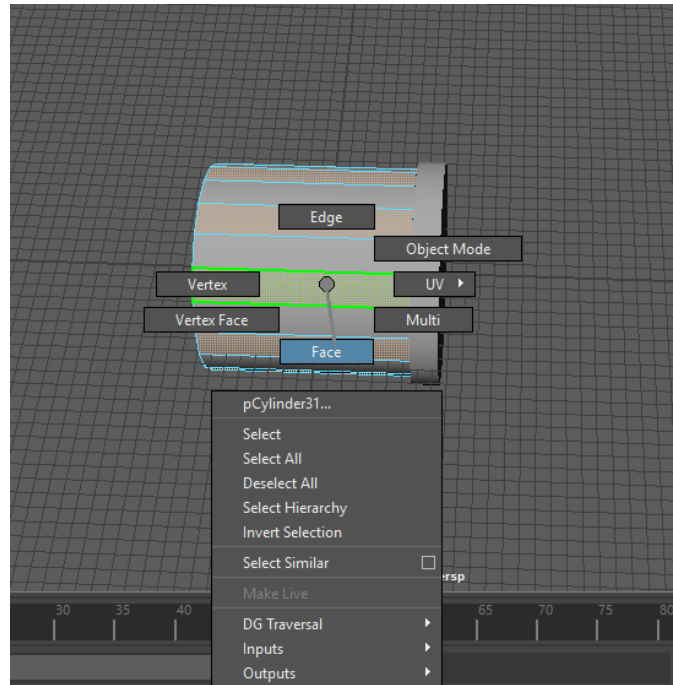 Edge
Object Mode
Vertex
UV
Vertex Face
Multi
Face
pCylinder31...
Select
Select All
Deselect All
Select Hierarchy
Invert Selection
Select Similar
ersp
Make Live
30 35 40 65 70 75 80
DG Traversal
Inputs
Outputs